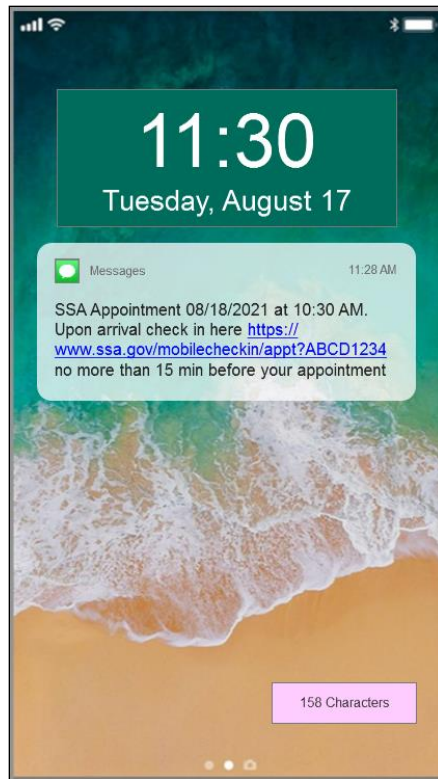 11:30
Tuesday, August 17
Messages 11:28 AM
SSA Appointment 08/18/2021 at 10:30 AM.
Upon arrival check in here https://
www.ssa.gov/mobilecheckin/appt?ABCD1234
no more than 15 min before your appointment
158 Characters